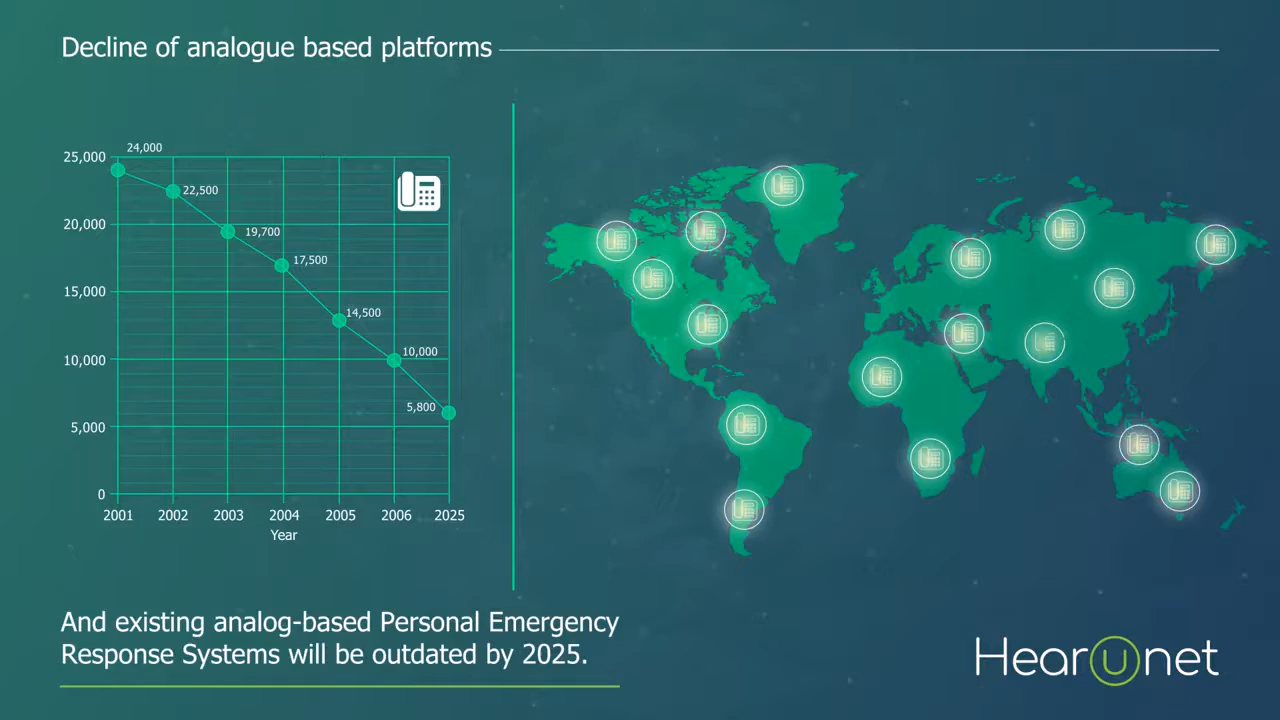 Decline of analogue based platforms
24,000
25,000
22,500
20,000
19,700
17,500
15,000
14,500
10,000
10,000
5,800
5,000
0
2001 2002 2003 2004 2005 2006 2025
Year
And existing analog-based Personal Emergency
Response Systems will be outdated by 2025.
HearUnet